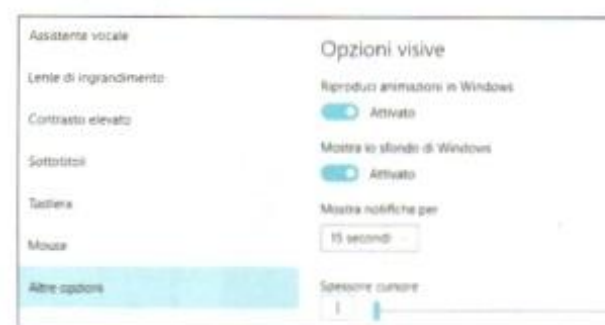 Assistente vocale
Lente di ingrandimento
Contrasto elevato
Sottotitoli
Tastiera
Mouse
Altre opzioni
Opzioni visive
Riproduci animazioni in Windows
Attivato
Mostra lo sfondo di Windows
Attivato
Mostra notifiche per
15 secondi
Spessore cursore
1